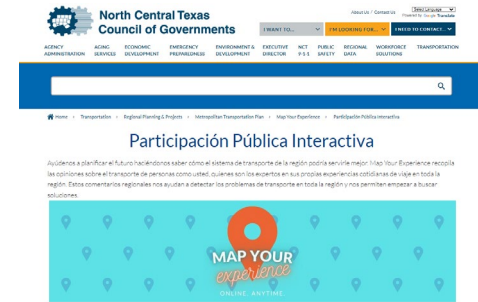 North Central Texas
Council of Governments
About Us | Contact Us
Select Language
Powered by Google Translate
I WANT TO...
I'M LOOKING FOR...
I NEED TO CONTACT...
AGENCY ADMINISTRATION
AGING SERVICES
ECONOMIC DEVELOPMENT
EMERGENCY PREPAREDNESS
ENVIRONMENT & DEVELOPMENT
EXECUTIVE DIRECTOR
NCT 9-1-1
PUBLIC SAFETY
REGIONAL DATA
WORKFORCE SOLUTIONS
TRANSPORTATION
Home › Transportation › Regional Planning & Projects › Metropolitan Transportation Plan › Map Your Experience › Participación Pública Interactiva
Participación Pública Interactiva
Ayúdenos a planificar el futuro haciéndonos saber cómo el sistema de transporte de la región podría servirle mejor. Map Your Experience recopila
las opiniones sobre el transporte de personas como usted, quienes son los expertos en sus propias experiencias cotidianas de viaje en toda la
región. Estos comentarios regionales nos ayudan a detectar los problemas de transporte en toda la región y nos permiten empezar a buscar
soluciones.
MAP YOUR
experience
ONLINE. ANYTIME.